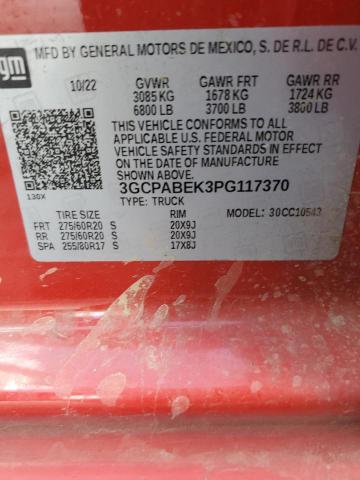 gm
MFD BY GENERAL MOTORS DE MEXICO, S. DE R.L. DE C.V.
10/22 GVWR GAWR FRT GAWR RR
3085 KG 1678 KG 1724 KG
6800 LB 3700 LB 3800 LB
THIS VEHICLE CONFORMS TO ALL
APPLICABLE U.S. FEDERAL MOTOR
VEHICLE SAFETY STANDARDS IN EFFECT
ON THE DATE OF MANUFACTURE
SHOWN ABOVE.
3GCPABEK3PG117370
TYPE: TRUCK
130X
MODEL: 30CC10543
TIRE SIZE RIM
FRT 275/60R20 S 20X9J
RR 275/60R20 S 20X9J
SPA 255/80R17 S 17X8J